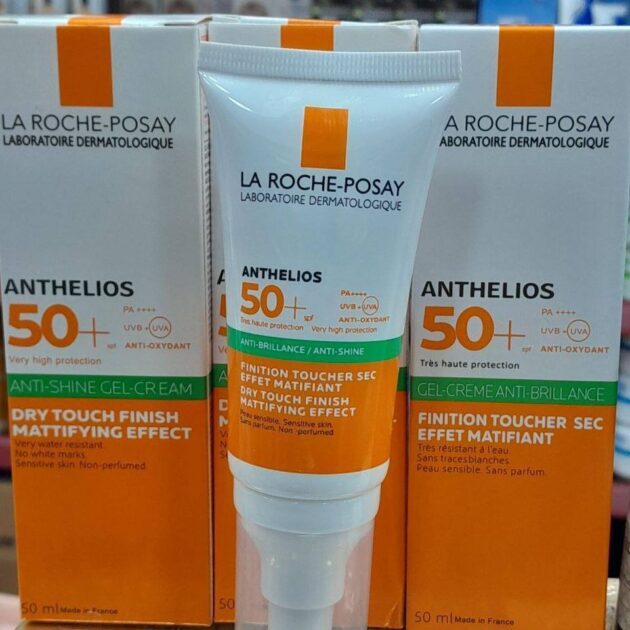 LA ROCHE-POSAY
LABORATOIRE DERMATOLOGIQUE
ANTHELIOS
50+ spf
PA ++++
UVB + UVA
ANTI-OXYDANT
Very high protection
ANTI-SHINE GEL-CREAM
DRY TOUCH FINISH
MATTIFYING EFFECT
Very water resistant.
No white marks.
Sensitive skin. Non-perfumed.
50 ml Made in France
LA ROCHE-POSAY
LABORATOIRE DERMATOLOGIQUE
ANTHELIOS
50+ spf
PA++++
UVB + UVA
ANTI-OXYDANT
Très haute protection Very high protection
ANTI-BRILLANCE / ANTI-SHINE
FINITION TOUCHER SEC
EFFET MATIFIANT
DRY TOUCH FINISH
MATTIFYING EFFECT
Peau sensible. Sensitive skin.
Sans parfum. Non-perfumed
50
LA ROCHE-POSAY
LABORATOIRE DERMATOLOGIQUE
ANTHELIOS
50+ spf
PA ++++
UVB + UVA
ANTI-OXYDANT
Très haute protection
GEL-CREME ANTI-BRILLANCE
FINITION TOUCHER SEC
EFFET MATIFIANT
Très résistant à l'eau.
Sans traces blanches.
Peau sensible. Sans parfum.
50 ml Made in France